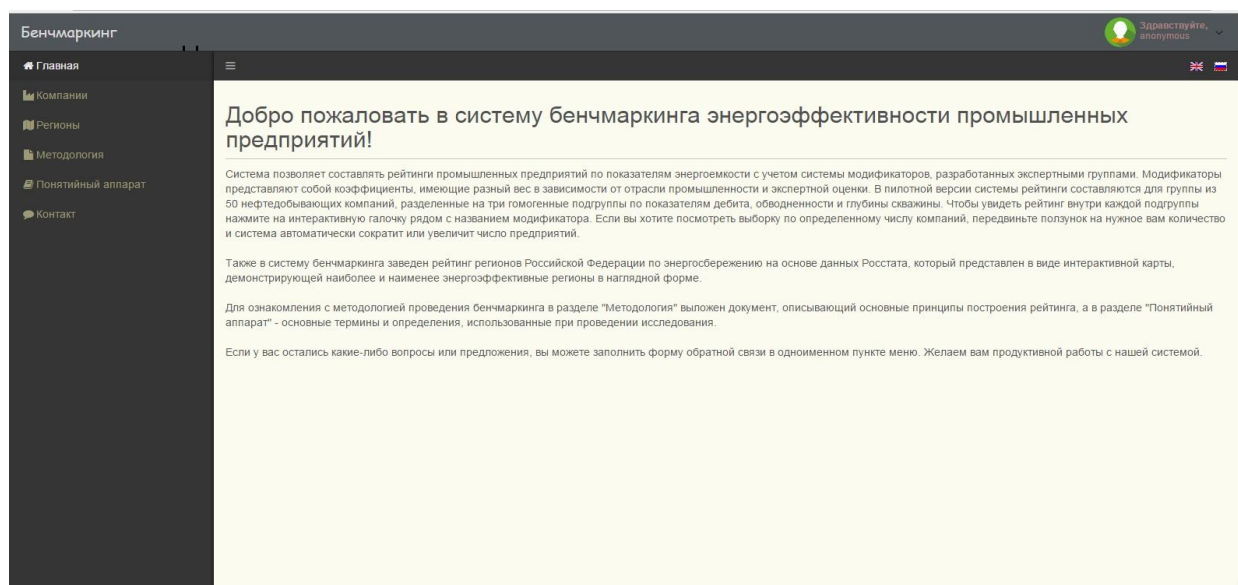 Бенчмаркинг
Здравствуйте,
anonymous
Главная
Компании
Регионы
Методология
Понятийный аппарат
Контакт
Добро пожаловать в систему бенчмаркинга энергоэффективности промышленных
предприятий!
Система позволяет составлять рейтинги промышленных предприятий по показателям энергоемкости с учетом системы модификаторов, разработанных экспертными группами. Модификаторы
представляют собой коэффициенты, имеющие разный вес в зависимости от отрасли промышленности и экспертной оценки. В пилотной версии системы рейтинги составляются для группы из
50 нефтедобывающих компаний, разделенные на три гомогенные подгруппы по показателям дебита, обводненности и глубины скважины. Чтобы увидеть рейтинг внутри каждой подгруппы
нажмите на интерактивную галочку рядом с названием модификатора. Если вы хотите посмотреть выборку по определенному числу компаний, передвиньте ползунок на нужное вам количество
и система автоматически сократит или увеличит число предприятий.
Также в систему бенчмаркинга заведен рейтинг регионов Российской Федерации по энергосбережению на основе данных Росстата, который представлен в виде интерактивной карты,
демонстрирующей наиболее и наименее энергоэффективные регионы в наглядной форме.
Для ознакомления с методологией проведения бенчмаркинга в разделе "Методология" выложен документ, описывающий основные принципы построения рейтинга, а в разделе "Понятийный
аппарат" - основные термины и определения, использованные при проведении исследования.
Если у вас остались какие-либо вопросы или предложения, вы можете заполнить форму обратной связи в одноименном пункте меню. Желаем вам продуктивной работы с нашей системой.